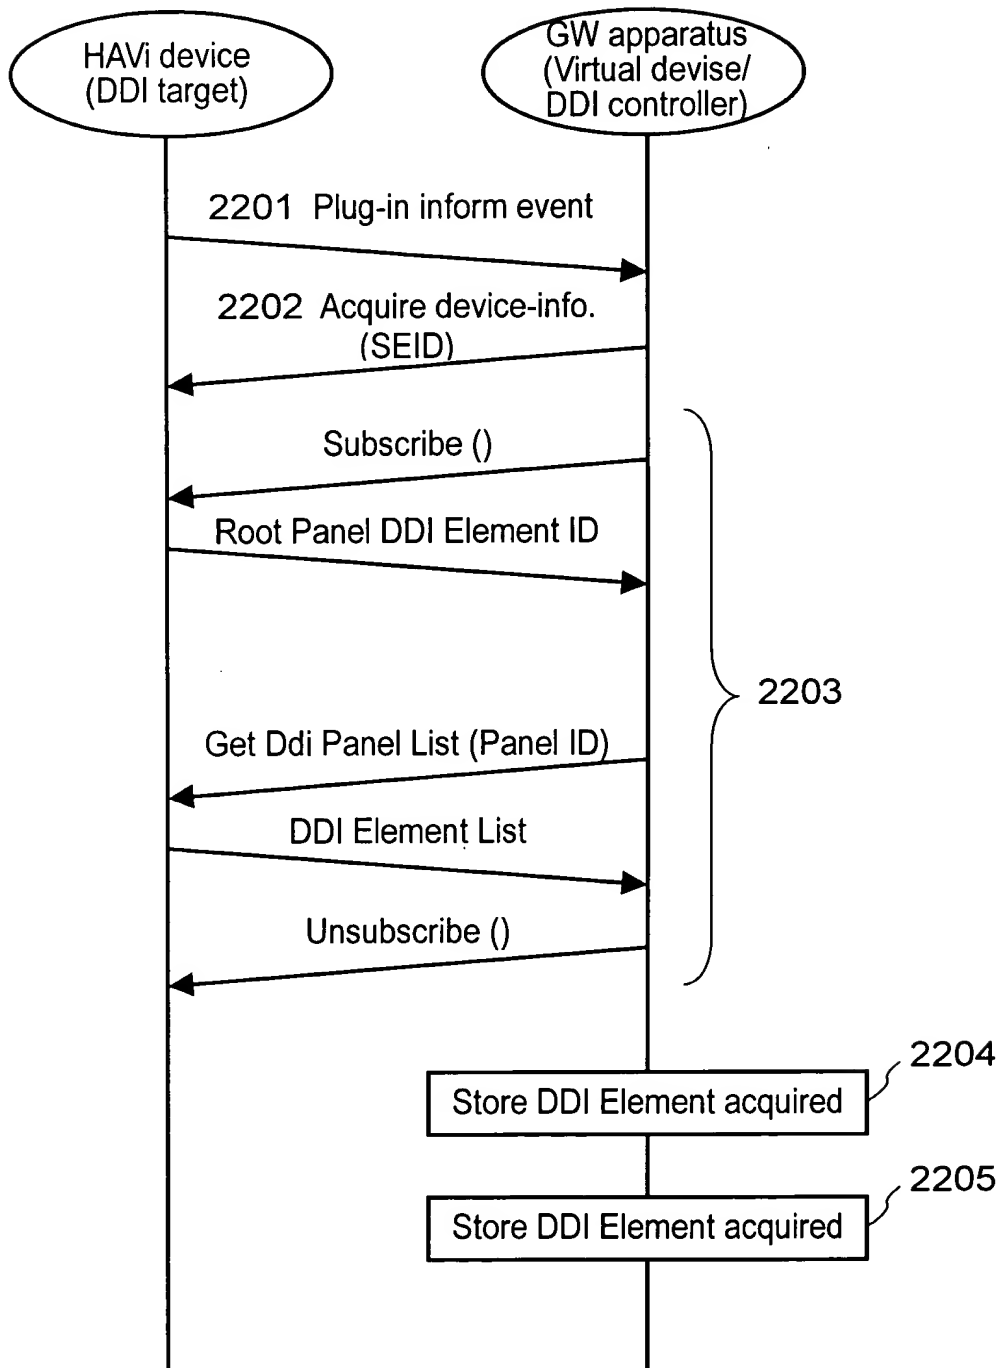 HAVi device
(DDI target)
GW apparatus
(Virtual devise/
DDI controller)
2201 Plug-in inform event
2202 Acquire device-info.
(SEID)
Subscribe ()
Root Panel DDI Element ID
2203
Get Ddi Panel List (Panel ID)
DDI Element List
Unsubscribe ()
2204
Store DDI Element acquired
2205
Store DDI Element acquired